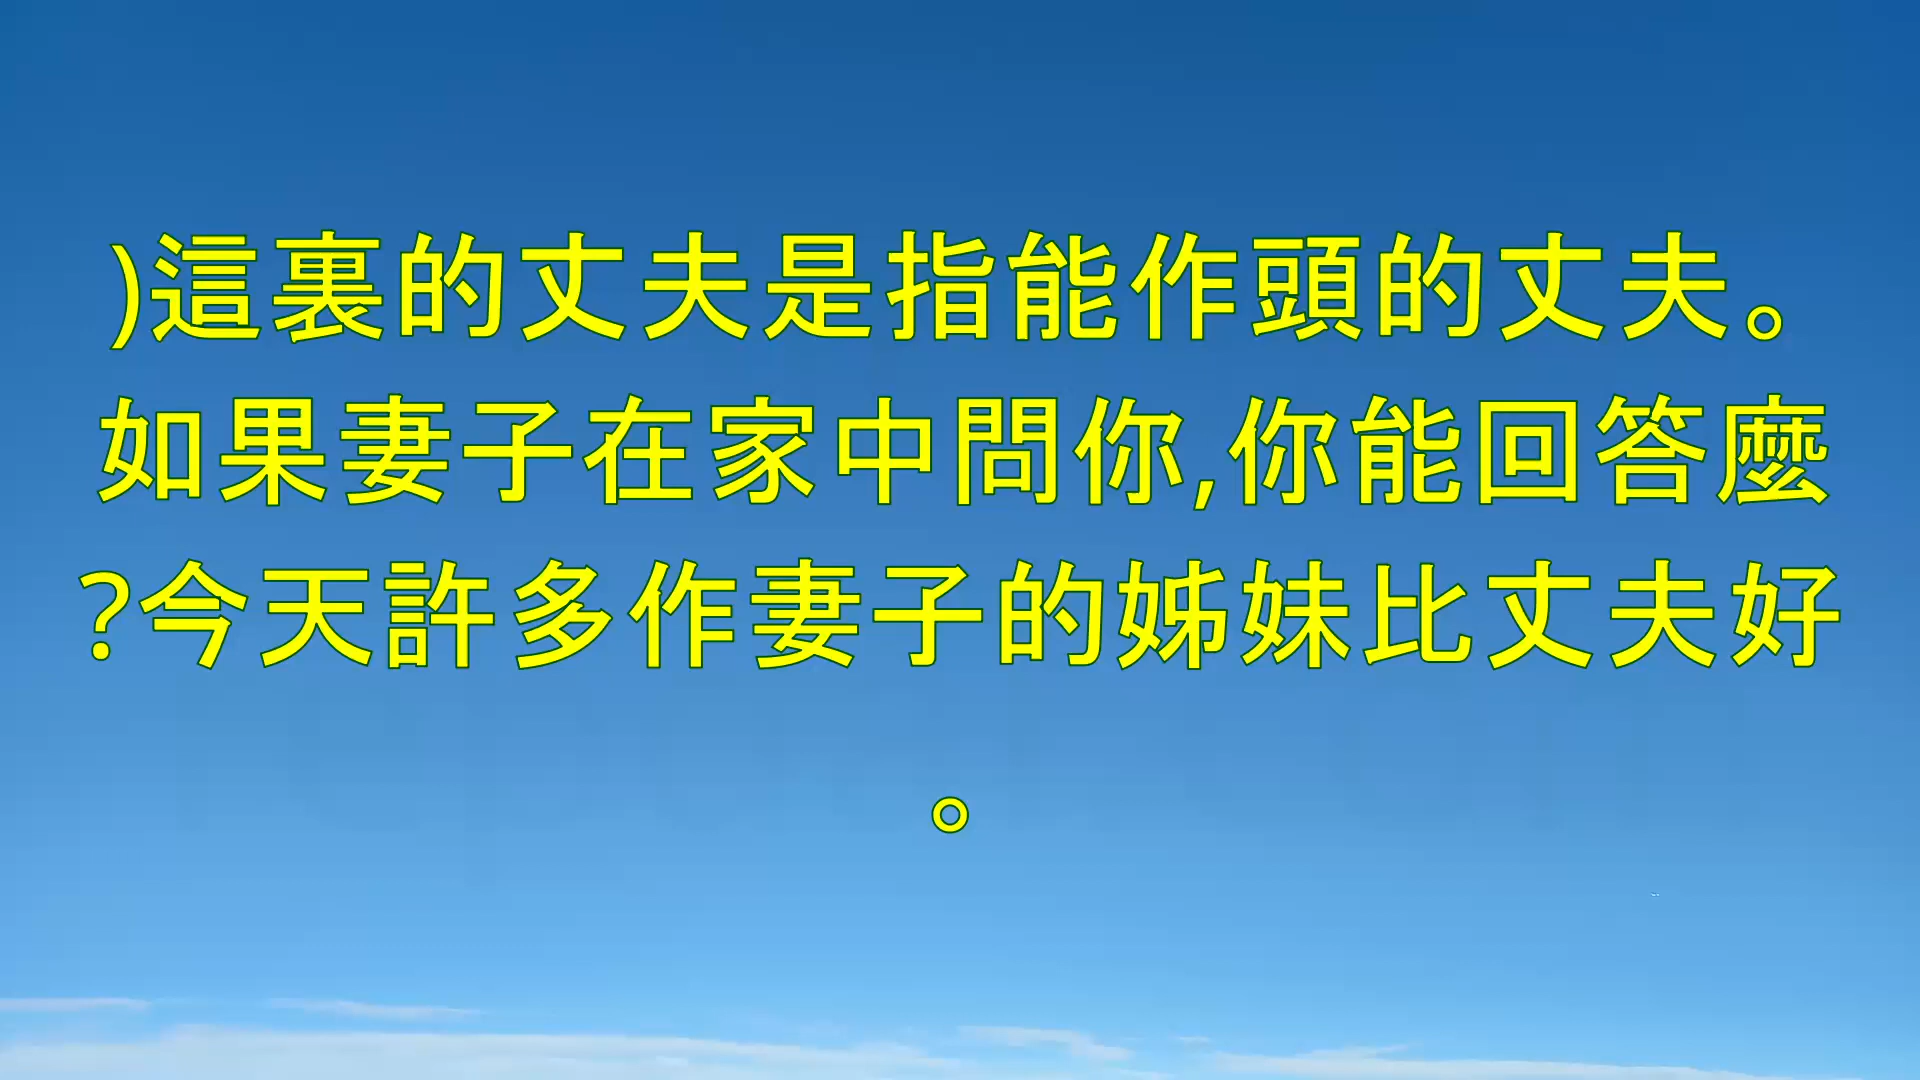 )這裏的丈夫是指能作頭的丈夫。
如果妻子在家中問你,你能回答麼
?今天許多作妻子的姊妹比丈夫好
。